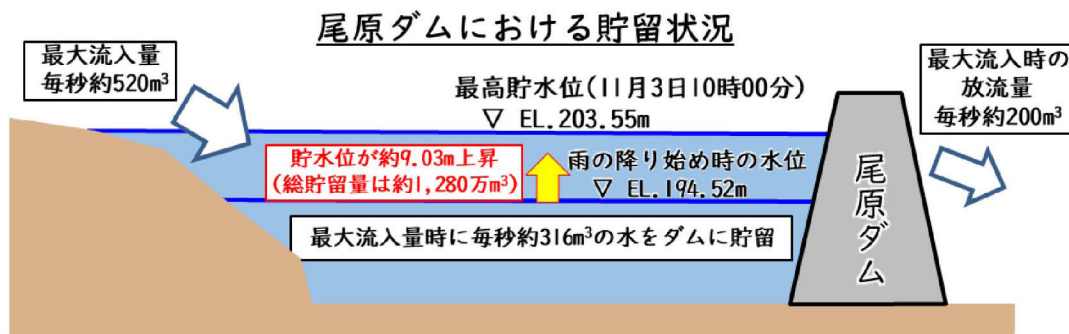 尾原ダムにおける貯留状況
最大流入量
毎秒約520m³
最高貯水位(11月3日10時00分)
▽ EL.203.55m
最大流入時の
放流量
毎秒約200m³
貯水位が約9.03m上昇
(総貯留量は約1,280万m³)
雨の降り始め時の水位
▽ EL.194.52m
最大流入量時に毎秒約316m³の水をダムに貯留
尾原ダム